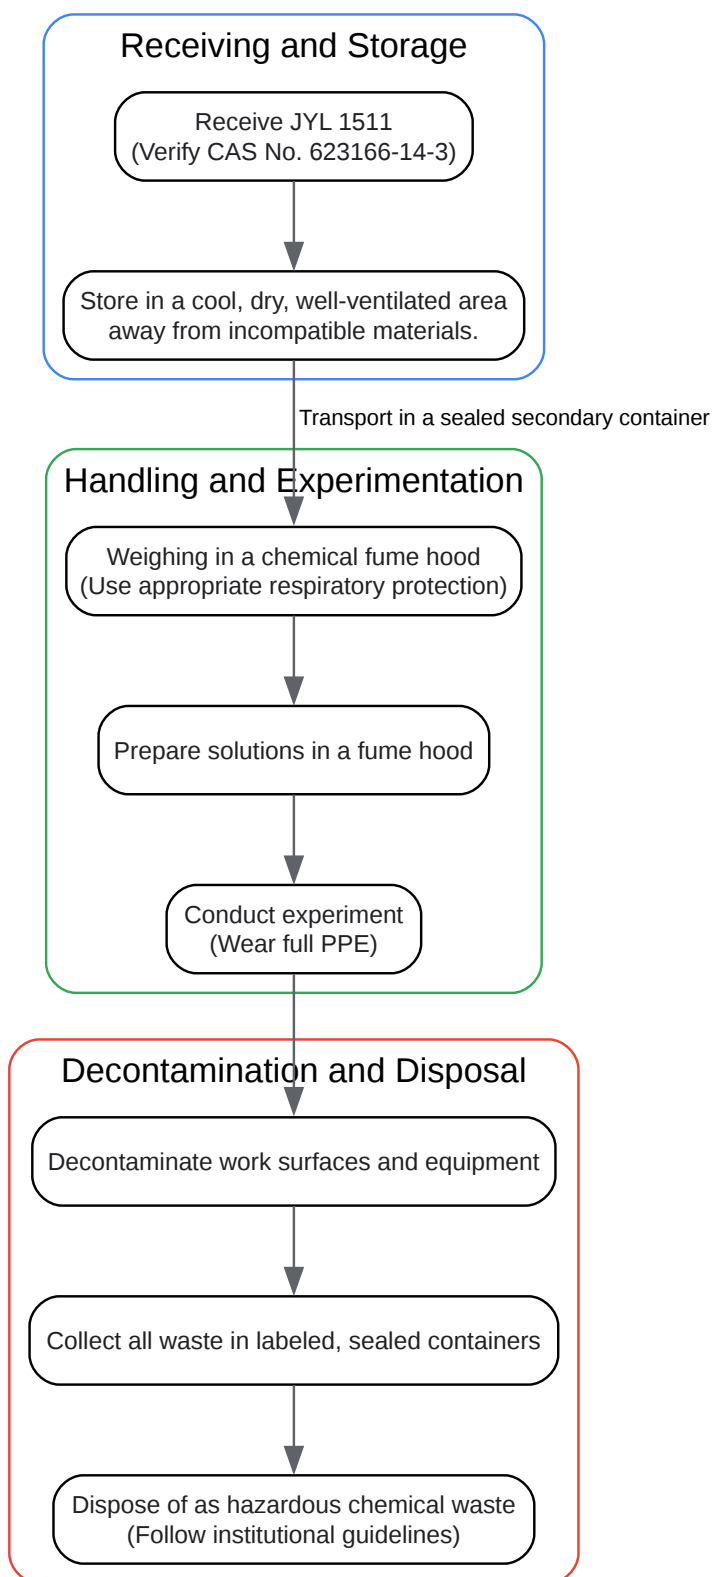 Receiving and Storage
Receive JYL 1511
(Verify CAS No. 623166-14-3)
Store in a cool, dry, well-ventilated area
away from incompatible materials.
Transport in a sealed secondary container
Handling and Experimentation
Weighing in a chemical fume hood
(Use appropriate respiratory protection)
Prepare solutions in a fume hood
Conduct experiment
(Wear full PPE)
Decontamination and Disposal
Decontaminate work surfaces and equipment
Collect all waste in labeled, sealed containers
Dispose of as hazardous chemical waste
(Follow institutional guidelines)